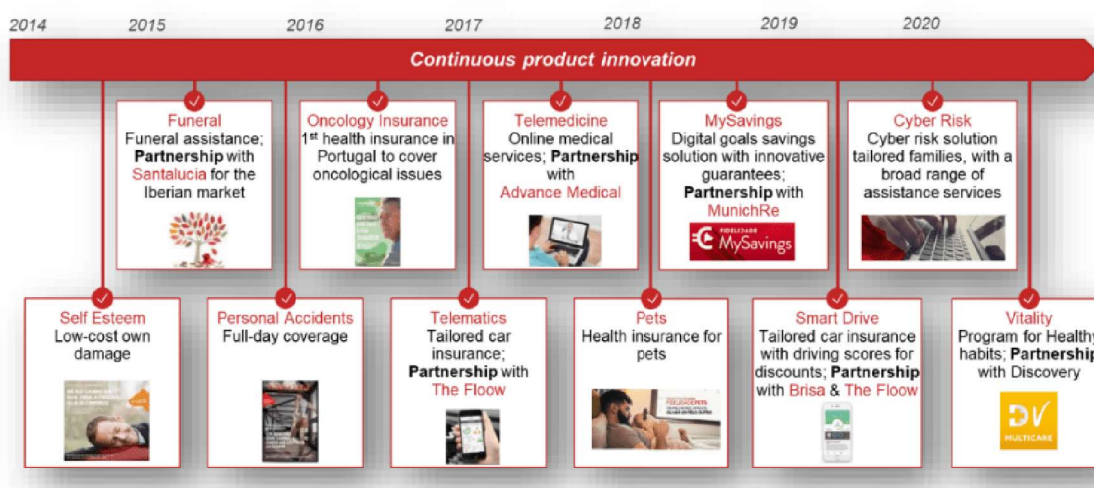 2014 2015 2016 2017 2018 2019 2020
Continuous product innovation
Funeral
Funeral assistance;
Partnership with
Santalucia for the
Iberian market
Oncology Insurance
1st health insurance in
Portugal to cover
oncological issues
Telemedicine
Online medical
services; Partnership
with
Advance Medical
MySavings
Digital goals savings
solution with innovative
guarantees;
Partnership with
MunichRe
FIDELIDADE
MySavings
Cyber Risk
Cyber risk solution
tailored families, with a
broad range of
assistance services
Self Esteem
Low-cost own
damage
Personal Accidents
Full-day coverage
Telematics
Tailored car
insurance;
Partnership with
The Floow
Pets
Health insurance for
pets
FIDELIDADE PETS
Smart Drive
Tailored car insurance
with driving scores for
discounts; Partnership
with Brisa & The Floow
Vitality
Program for Healthy
habits; Partnership
with Discovery
DV
MULTICARE